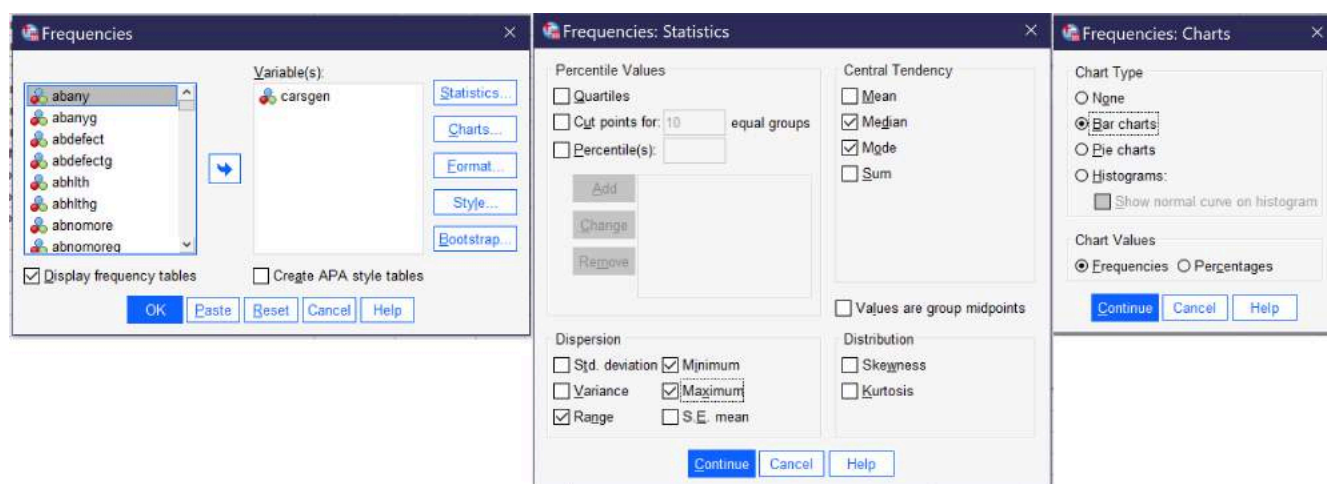 Frequencies
Variable(s):
abany
abanyg
abdefect
abdefectg
abhlth
abhlthg
abnomore
abnomoreg
carsgen
Statistics...
Charts...
Format...
Style...
Bootstrap...
Display frequency tables
Create APA style tables
OK Paste Reset Cancel Help
Frequencies: Statistics
Percentile Values
Quartiles
Cut points for: 10 equal groups
Percentile(s):
Add
Change
Remove
Central Tendency
Mean
Median
Mode
Sum
Values are group midpoints
Dispersion
Std. deviation Minimum
Variance Maximum
Range S.E. mean
Distribution
Skewness
Kurtosis
Continue Cancel Help
Frequencies: Charts
Chart Type
None
Bar charts
Pie charts
Histograms:
Show normal curve on histogram
Chart Values
Frequencies Percentages
Continue Cancel Help